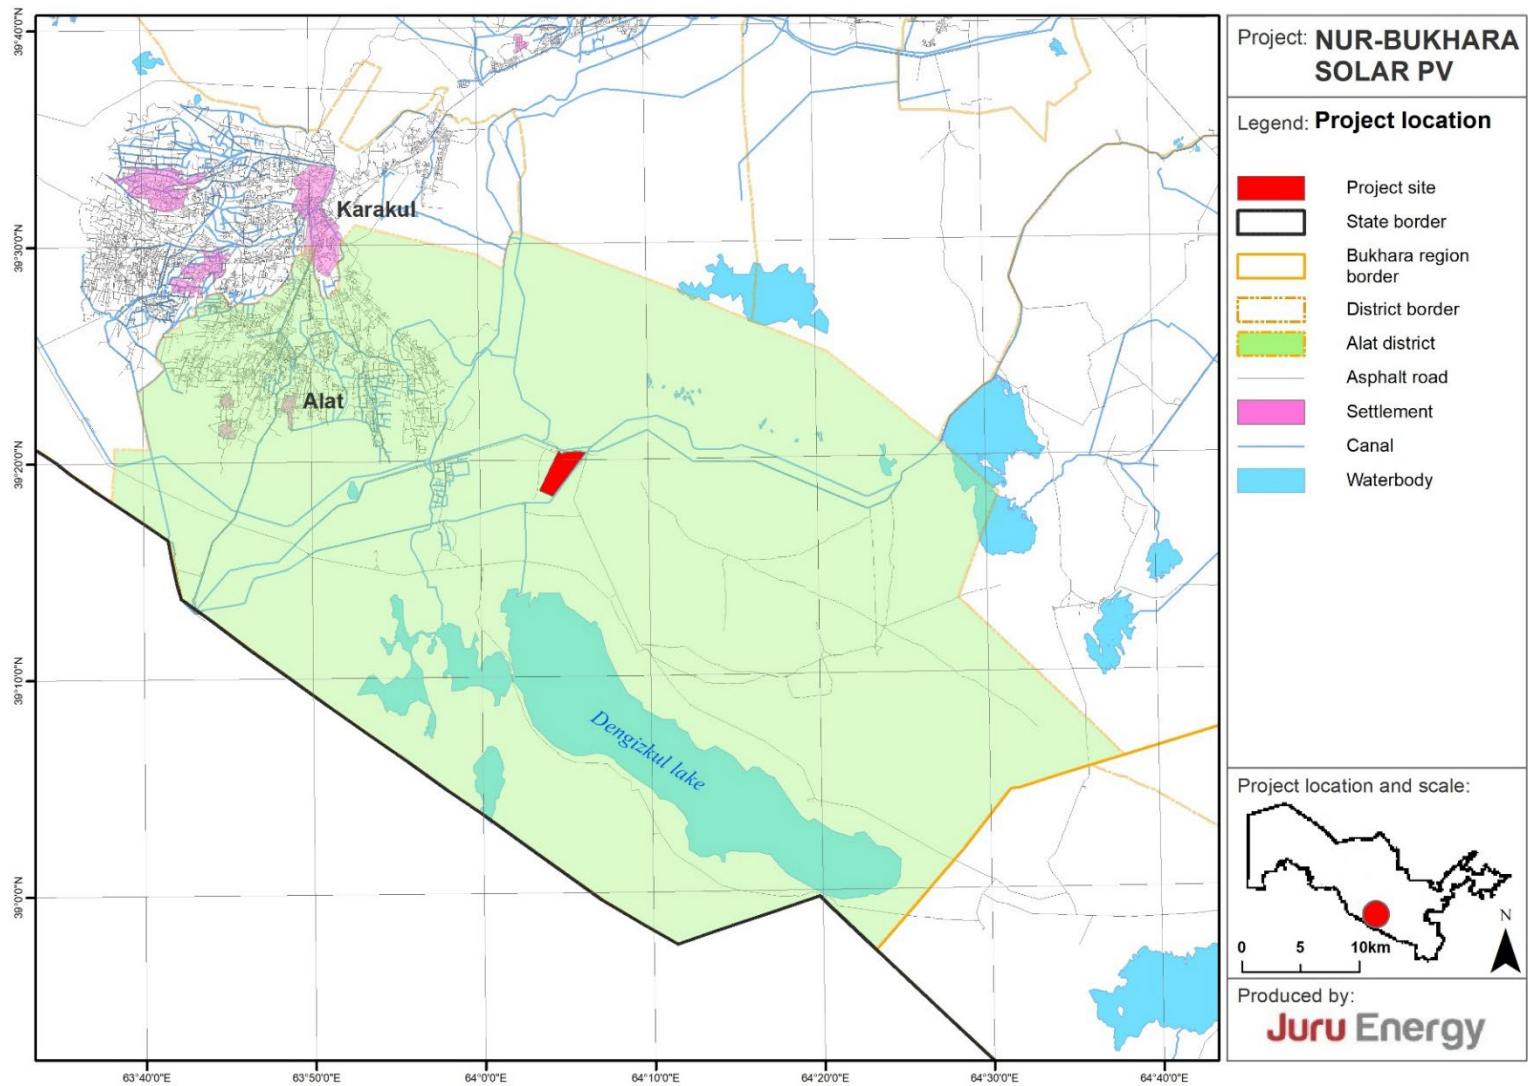 Project: NUR-BUKHARA
SOLAR PV
Legend: Project location
Project site
State border
Bukhara region
border
District border
Alat district
Asphalt road
Settlement
Canal
Waterbody
Project location and scale:
N
0 5 10km
Produced by:
Juru Energy
Karakul
Alat
Dengizkul lake
39°40'0"N
39°30'0"N
39°20'0"N
39°10'0"N
39°0'0"N
63°40'0"E 63°50'0"E 64°0'0"E 64°10'0"E 64°20'0"E 64°30'0"E 64°40'0"E